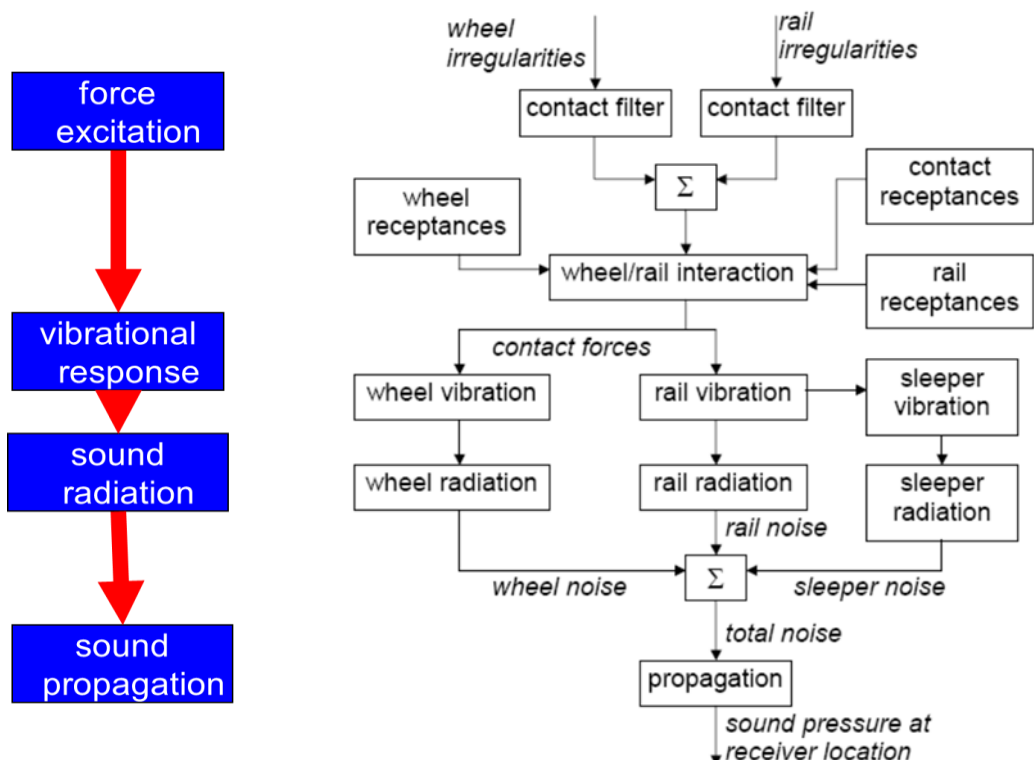 force
excitation
vibrational
response
sound
radiation
sound
propagation
wheel
irregularities
rail
irregularities
contact filter
contact filter
Σ
wheel
receptances
contact
receptances
wheel/rail interaction
rail
receptances
contact forces
wheel vibration
rail vibration
sleeper
vibration
wheel radiation
rail radiation
sleeper
radiation
rail noise
wheel noise
Σ
sleeper noise
total noise
propagation
sound pressure at
receiver location